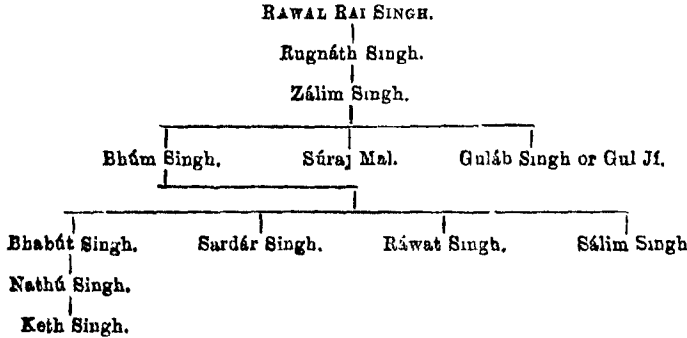 RAWAL RAI SINGH.
Rugnáth Singh.
Zálim Singh.
Bhúm Singh. Súraj Mal. Guláb Singh or Gul Jí.
Bhabút Singh. Sardár Singh. Ráwat Singh. Sálim Singh
Nathú Singh.
Keth Singh.